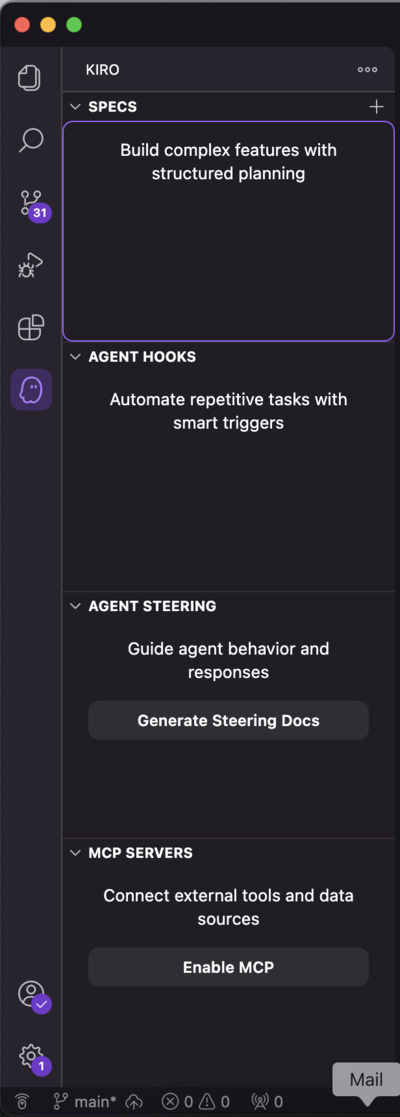 KIRO
SPECS
Build complex features with
structured planning
31
AGENT HOOKS
Automate repetitive tasks with
smart triggers
AGENT STEERING
Guide agent behavior and
responses
Generate Steering Docs
MCP SERVERS
Connect external tools and data
sources
Enable MCP
1
Mail
main* 0 0 0